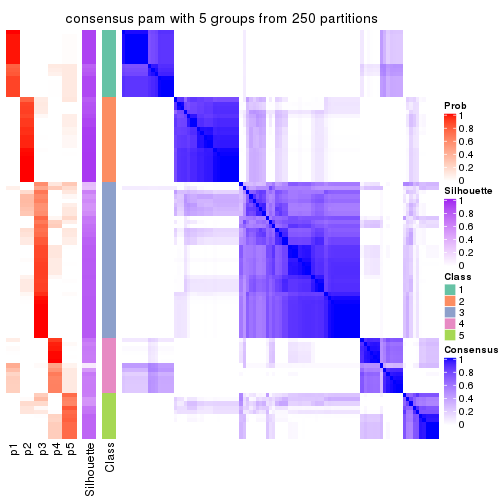 consensus pam with 5 groups from 250 partitions
Prob
1
0.8
0.6
0.4
0.2
0
Silhouette
1
0.8
0.6
0.4
0.2
0
Class
1
2
3
4
5
Consensus
1
0.8
0.6
0.4
0.2
0
p1
p2
p3
p4
p5
Silhouette
Class